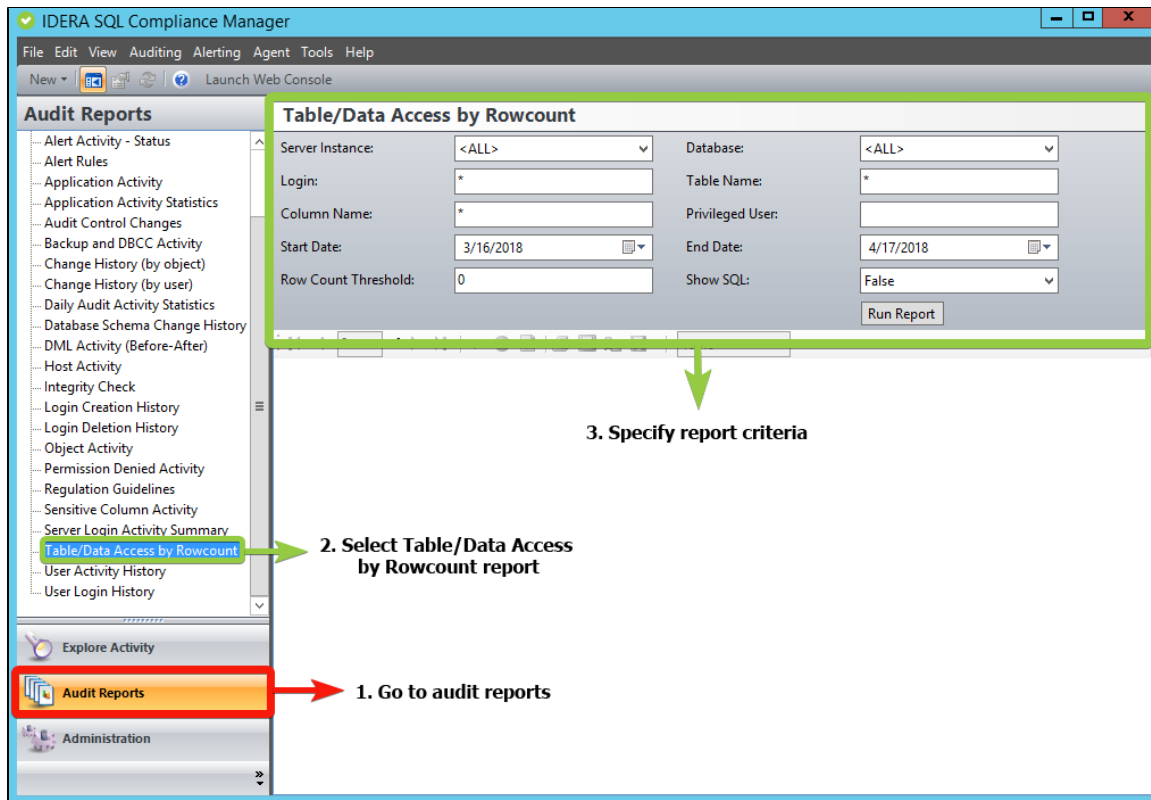 IDERA SQL Compliance Manager
File Edit View Auditing Alerting Agent Tools Help
New Launch Web Console
Audit Reports
Alert Activity - Status
Alert Rules
Application Activity
Application Activity Statistics
Audit Control Changes
Backup and DBCC Activity
Change History (by object)
Change History (by user)
Daily Audit Activity Statistics
Database Schema Change History
DML Activity (Before-After)
Host Activity
Integrity Check
Login Creation History
Login Deletion History
Object Activity
Permission Denied Activity
Regulation Guidelines
Sensitive Column Activity
Server Login Activity Summary
Table/Data Access by Rowcount
User Activity History
User Login History
Explore Activity
Audit Reports
Administration
Table/Data Access by Rowcount
Server Instance: <ALL> Database: <ALL>
Login: * Table Name: *
Column Name: * Privileged User:
Start Date: 3/16/2018 End Date: 4/17/2018
Row Count Threshold: 0 Show SQL: False
Run Report
3. Specify report criteria
2. Select Table/Data Access
by Rowcount report
1. Go to audit reports